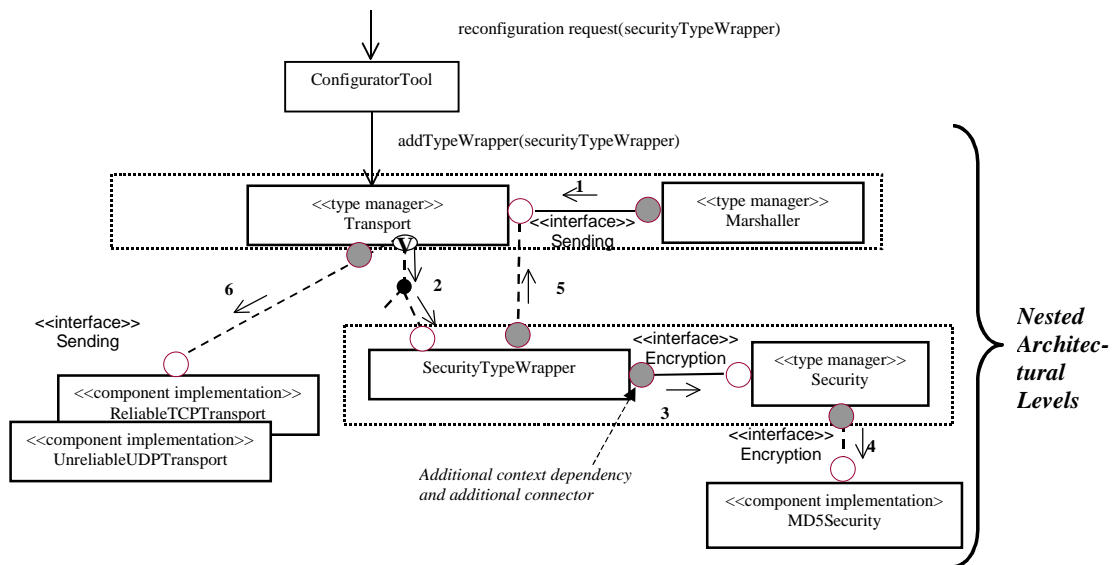 reconfiguration request(securityTypeWrapper)
ConfiguratorTool
addTypeWrapper(securityTypeWrapper)
<<type manager>>
Transport
1
<<interface>>
Sending
<<type manager>>
Marshaller
V
6
2
5
<<interface>>
Sending
<<component implementation>>
ReliableTCPTransport
<<component implementation>>
UnreliableUDPTransport
SecurityTypeWrapper
<<interface>>
Encryption
3
<<type manager>>
Security
<<interface>>
Encryption
4
Additional context dependency
and additional connector
<<component implementation>
MD5Security
Nested
Architec-
tural
Levels